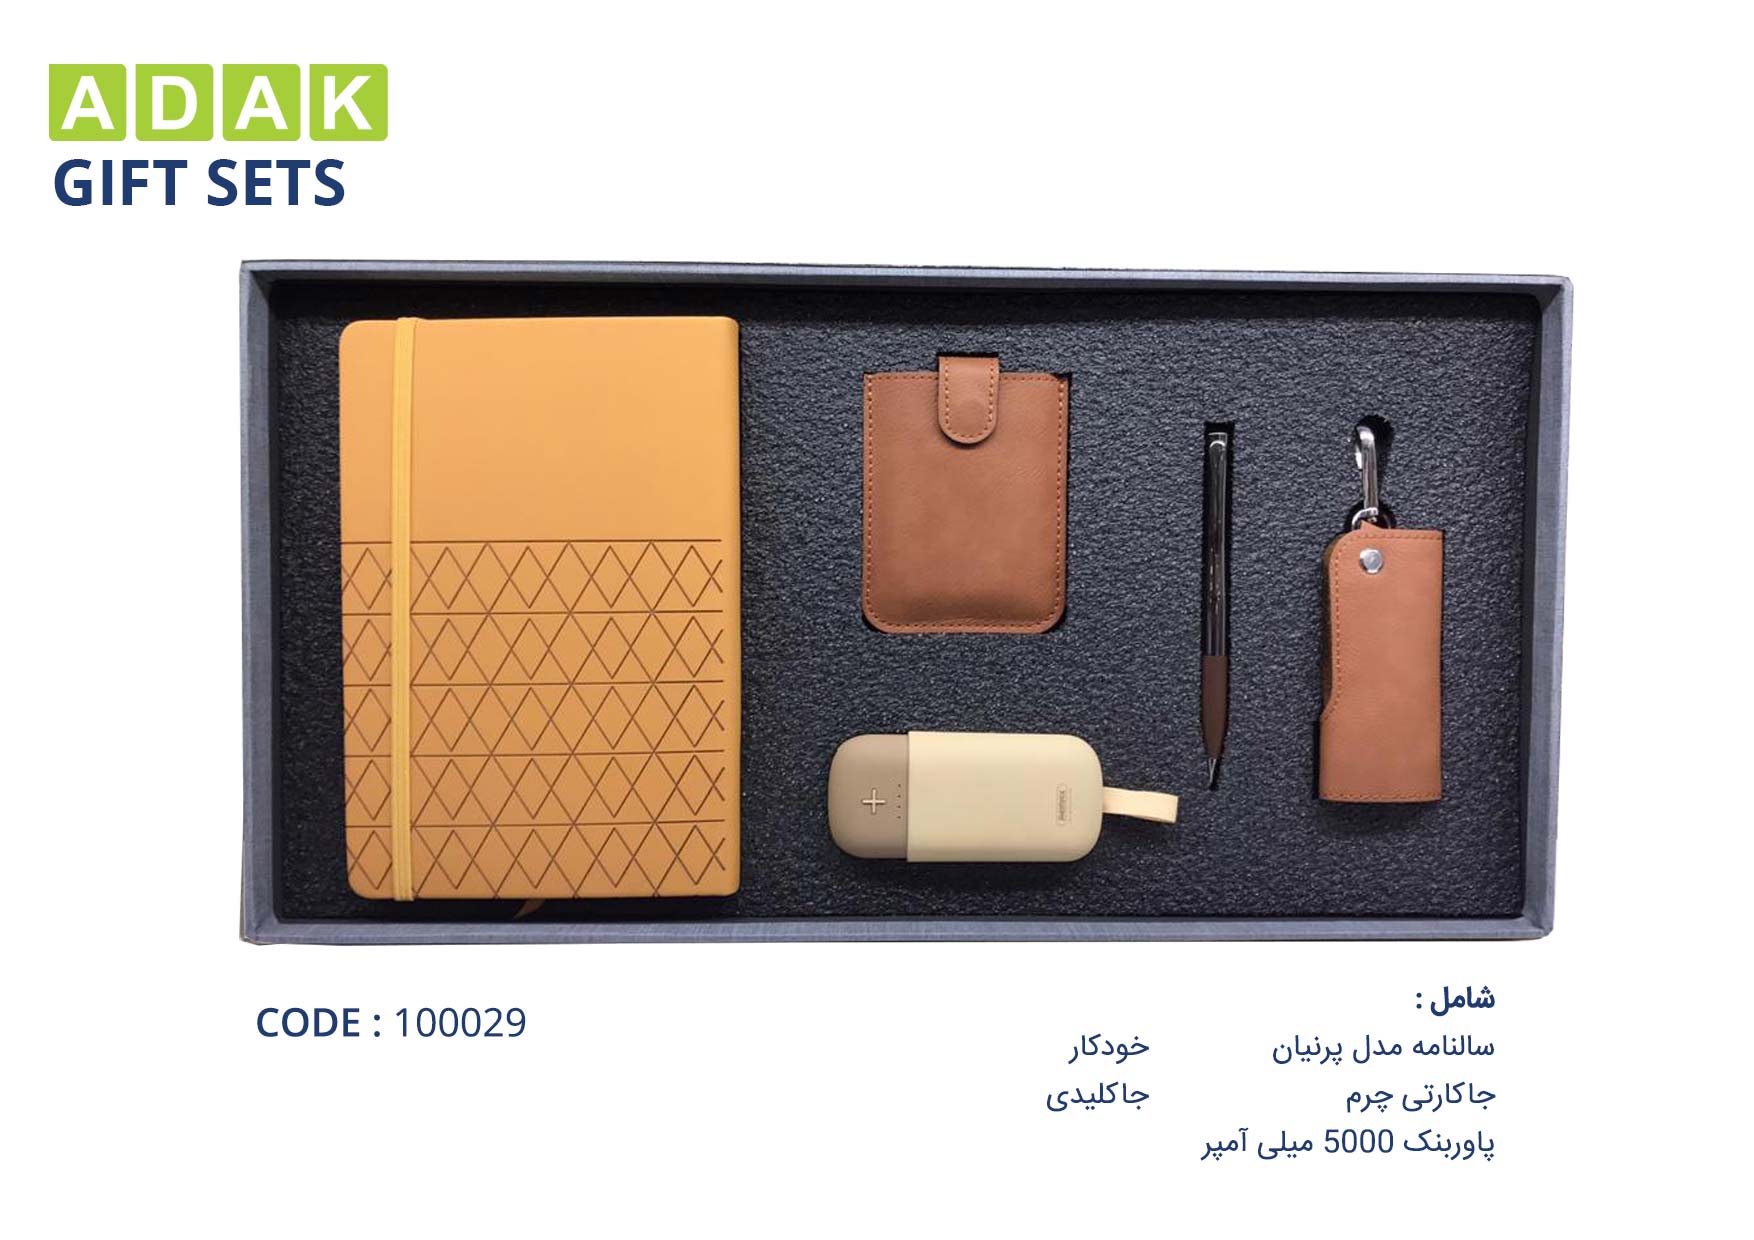 ADAK
GIFT SETS
CODE : 100029
شامل :
سالنامه مدل پرنیان
خودکار
جاکارتی چرم
جاکلیدی
پاوربنک 5000 میلی آمپر